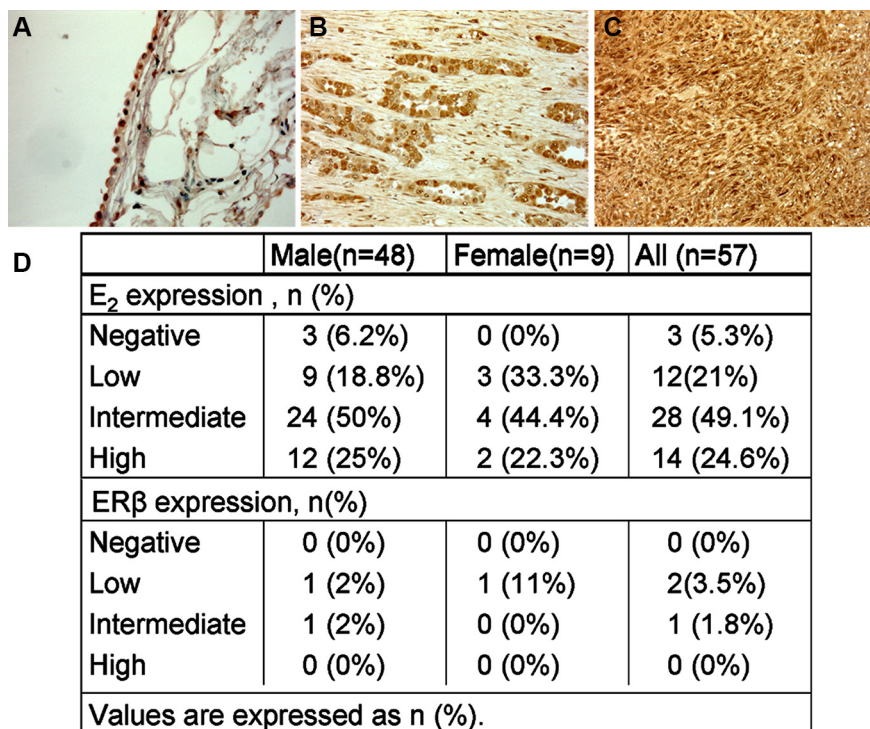 A B C
D
Male(n=48) Female(n=9) All (n=57)
E₂ expression , n (%)
Negative 3 (6.2%) 0 (0%) 3 (5.3%)
Low 9 (18.8%) 3 (33.3%) 12(21%)
Intermediate 24 (50%) 4 (44.4%) 28 (49.1%)
High 12 (25%) 2 (22.3%) 14 (24.6%)
ERβ expression, n(%)
Negative 0 (0%) 0 (0%) 0 (0%)
Low 1 (2%) 1 (11%) 2(3.5%)
Intermediate 1 (2%) 0 (0%) 1 (1.8%)
High 0 (0%) 0 (0%) 0 (0%)
Values are expressed as n (%).